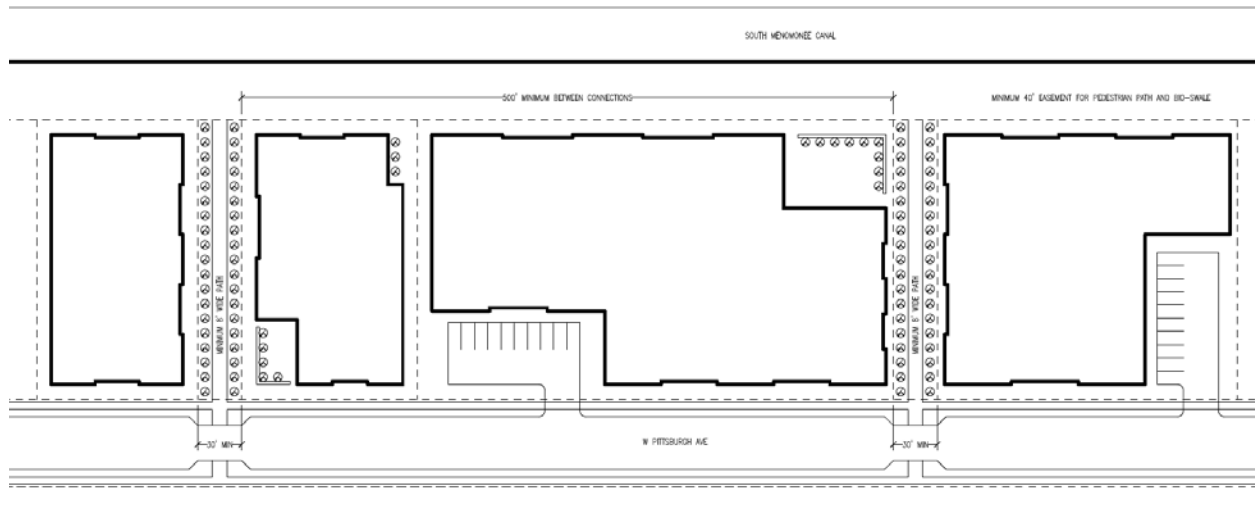 SOUTH MENOMONEE CANAL
500' MINIMUM BETWEEN CONNECTIONS
MINIMUM 40' EASEMENT FOR PEDESTRIAN PATH AND BIO-SWALE
MINIMUM 8' WIDE PATH
MINIMUM 8' WIDE PATH
30' MIN
W PITTSBURGH AVE
30' MIN